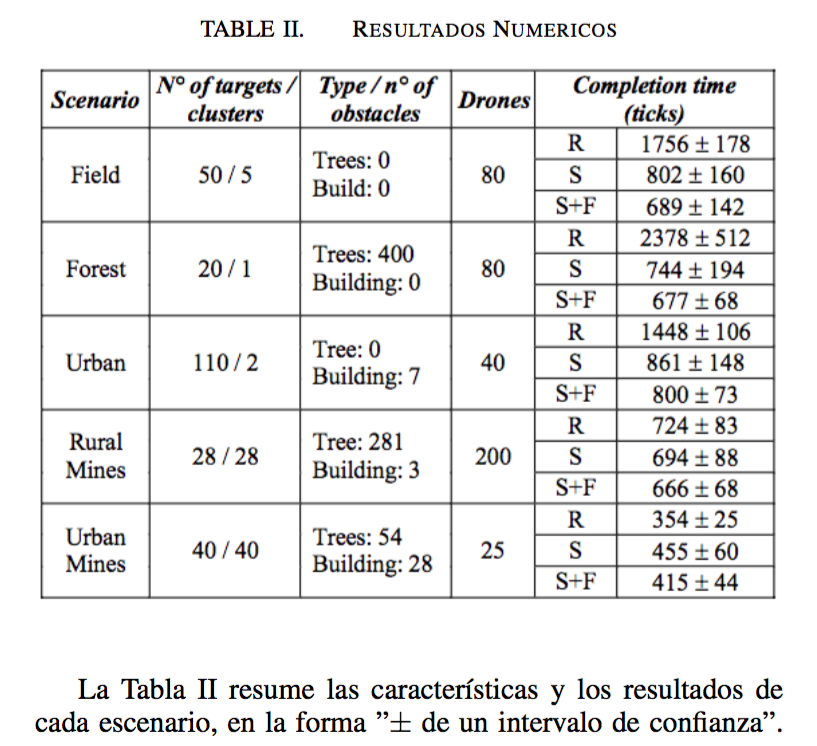 TABLE II. RESULTADOS NUMERICOS
Scenario N° of targets / clusters Type / n° of obstacles Drones Completion time (ticks)
Field 50 / 5 Trees: 0 Build: 0 80 R 1756 ± 178
S 802 ± 160
S+F 689 ± 142
Forest 20 / 1 Trees: 400 Building: 0 80 R 2378 ± 512
S 744 ± 194
S+F 677 ± 68
Urban 110 / 2 Tree: 0 Building: 7 40 R 1448 ± 106
S 861 ± 148
S+F 800 ± 73
Rural Mines 28 / 28 Tree: 281 Building: 3 200 R 724 ± 83
S 694 ± 88
S+F 666 ± 68
Urban Mines 40 / 40 Trees: 54 Building: 28 25 R 354 ± 25
S 455 ± 60
S+F 415 ± 44
La Tabla II resume las características y los resultados de
cada escenario, en la forma ”± de un intervalo de confianza”.